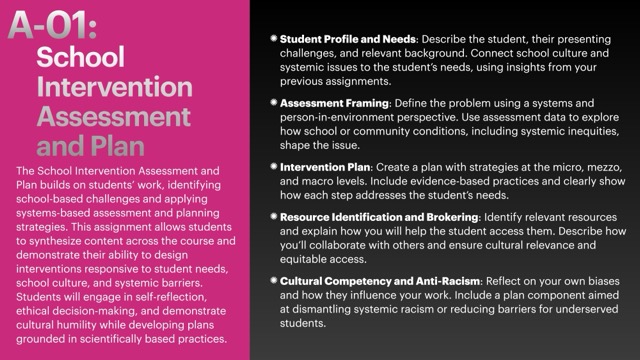 A-01:
School
Intervention
Assessment
and Plan
The School Intervention Assessment and
Plan builds on students' work, identifying
school-based challenges and applying
systems-based assessment and planning
strategies. This assignment allows students
to synthesize content across the course and
demonstrate their ability to design
interventions responsive to student needs,
school culture, and systemic barriers.
Students will engage in self-reflection,
ethical decision-making, and demonstrate
cultural humility while developing plans
grounded in scientifically based practices.
Student Profile and Needs: Describe the student, their presenting
challenges, and relevant background. Connect school culture and
systemic issues to the student's needs, using insights from your
previous assignments.
Assessment Framing: Define the problem using a systems and
person-in-environment perspective. Use assessment data to explore
how school or community conditions, including systemic inequities,
shape the issue.
Intervention Plan: Create a plan with strategies at the micro, mezzo,
and macro levels. Include evidence-based practices and clearly show
how each step addresses the student's needs.
Resource Identification and Brokering: Identify relevant resources
and explain how you will help the student access them. Describe how
you'll collaborate with others and ensure cultural relevance and
equitable access.
Cultural Competency and Anti-Racism: Reflect on your own biases
and how they influence your work. Include a plan component aimed
at dismantling systemic racism or reducing barriers for underserved
students.